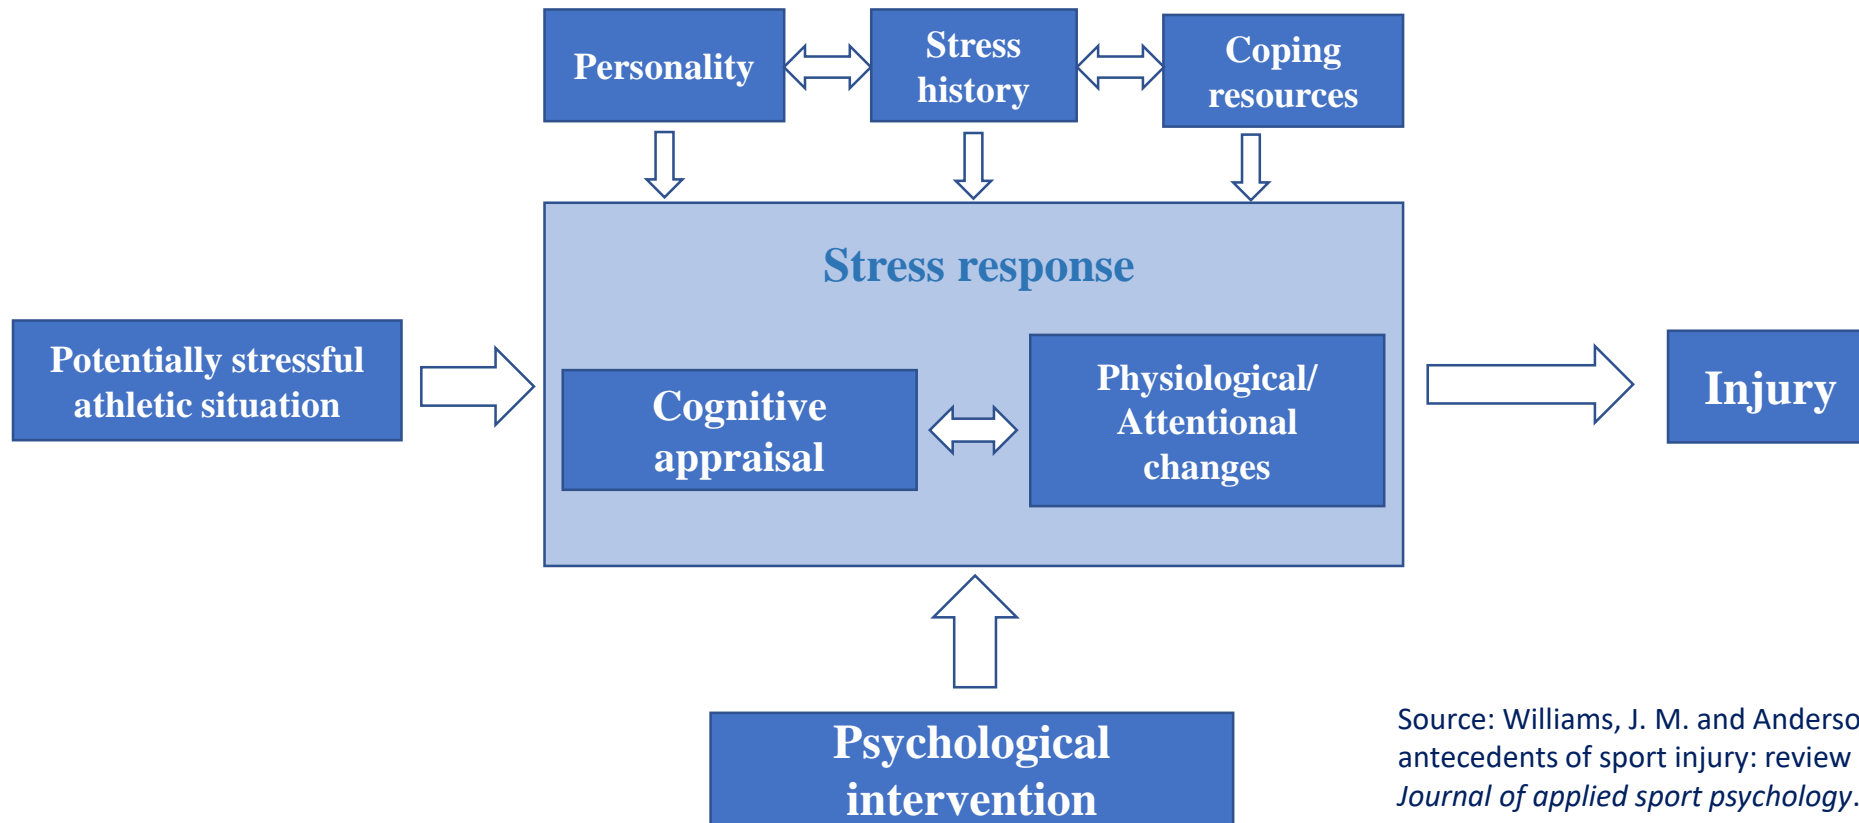 Personality
Stress
history
Coping
resources
Stress response
Potentially stressful
athletic situation
Cognitive
appraisal
Physiological/
Attentional
changes
Injury
Psychological
intervention
Source: Williams, J. M. and Anderso
antecedents of sport injury: review
Journal of applied sport psychology.